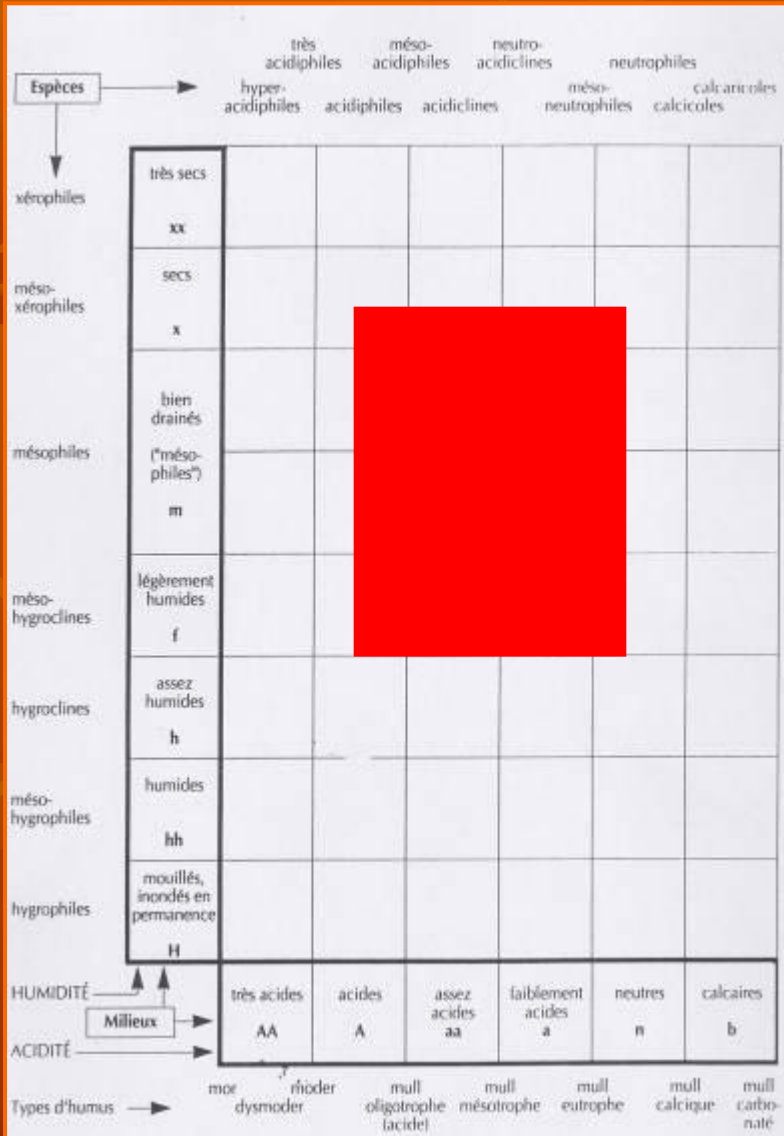 très acidiphiles
méso-acidiphiles
neutro-acidiclines
neutrophiles
Espèces
hyper-acidiphiles
acidiphiles
acidiclines
méso-neutrophiles
calcicoles
calcaricoles
xérophiles
très secs
xx
méso-
xérophiles
secs
x
mésophiles
bien
drainés
("méso-
philes")
m
méso-
hygroclines
légèrement
humides
f
hygroclines
assez
humides
h
méso-
hygrophiles
humides
hh
hygrophiles
mouillés,
inondés en
permanence
H
HUMIDITÉ
Milieux
ACIDITÉ
très acides
AA
acides
A
assez
acides
aa
faiblement
acides
a
neutres
n
calcaires
b
Types d'humus
mor
dysmoder
moder
mull
oligotrophe
(acide)
mull
mésotrophe
mull
eutrophe
mull
calcique
mull
carbo-
naté